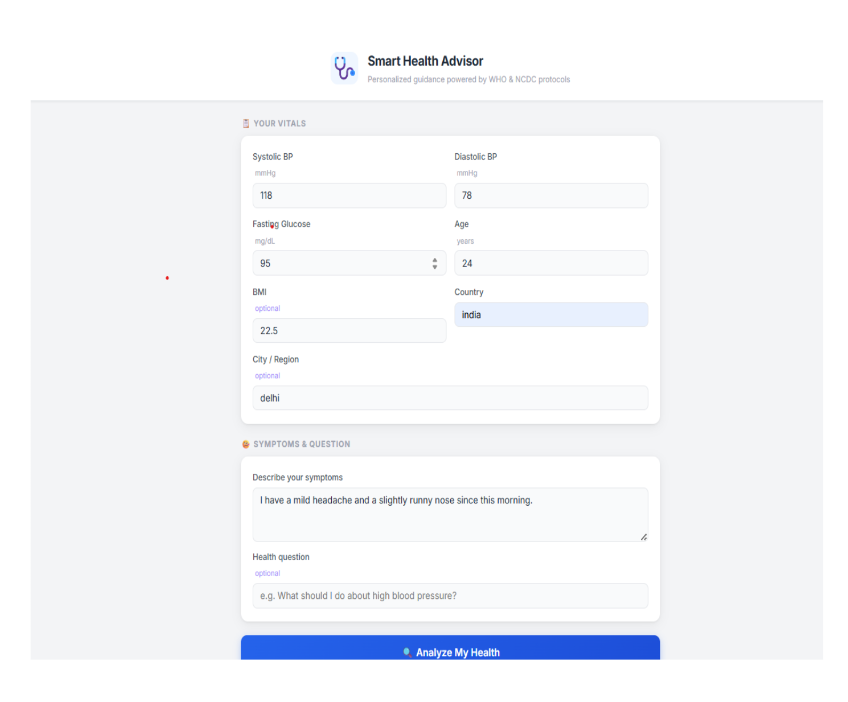 Smart Health Advisor
Personalized guidance powered by WHO & NCDC protocols
YOUR VITALS
Systolic BP
mmHg
118
Diastolic BP
mmHg
78
Fasting Glucose
mg/dL
95
Age
years
24
BMI
optional
22.5
Country
india
City / Region
optional
delhi
SYMPTOMS & QUESTION
Describe your symptoms
I have a mild headache and a slightly runny nose since this morning.
Health question
optional
e.g. What should I do about high blood pressure?
Analyze My Health